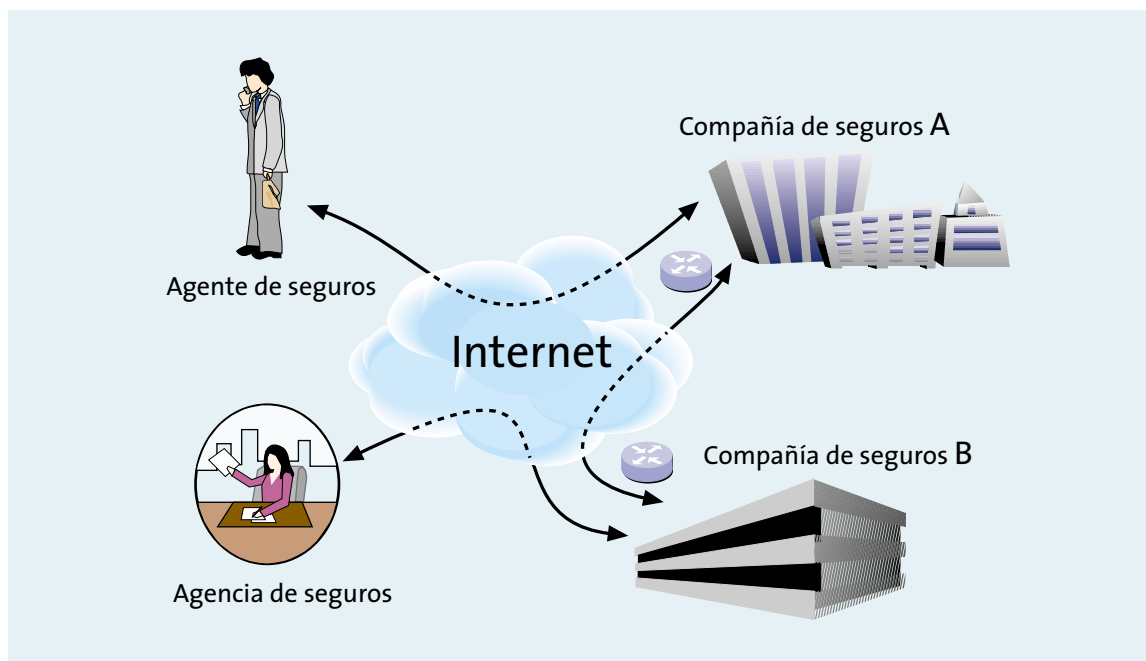 Compañía de seguros A
Agente de seguros
Internet
Compañía de seguros B
Agencia de seguros